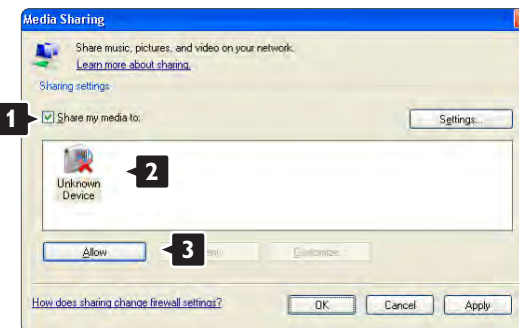 Media Sharing
Share music, pictures, and video on your network.
Learn more about sharing.
Sharing settings
1
Share my media to:
Settings...
Unknown
Device
2
Allow
3
Customize...
How does sharing change firewall settings?
OK
Cancel
Apply